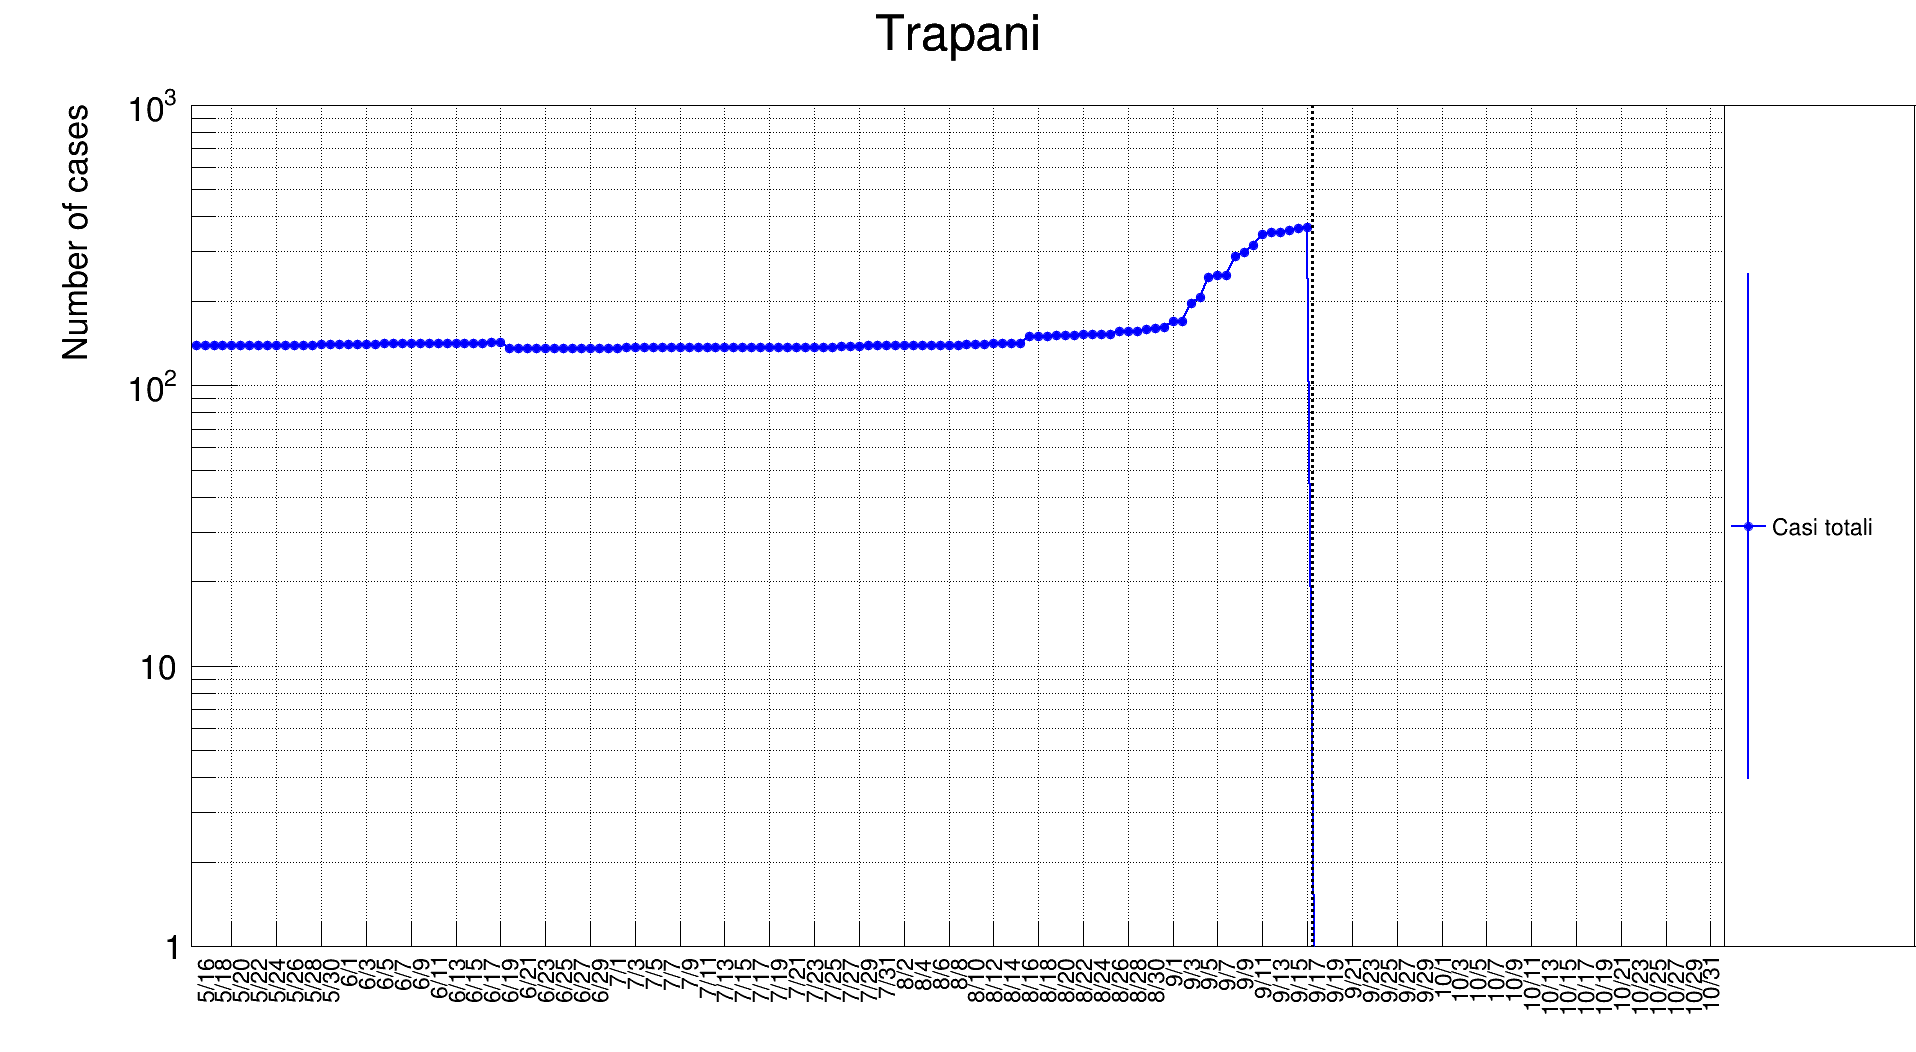 Trapani
Number of cases
10³
10²
10
1
5/16 5/18 5/20 5/22 5/24 5/26 5/28 5/30 6/1 6/3 6/5 6/7 6/9 6/11 6/13 6/15 6/17 6/19 6/21 6/23 6/25 6/27 6/29 7/1 7/3 7/5 7/7 7/9 7/11 7/13 7/15 7/17 7/19 7/21 7/23 7/25 7/27 7/29 7/31 8/2 8/4 8/6 8/8 8/10 8/12 8/14 8/16 8/18 8/20 8/22 8/24 8/26 8/28 8/30 9/1 9/3 9/5 9/7 9/9 9/11 9/13 9/15 9/17 9/19 9/21 9/23 9/25 9/27 9/29 10/1 10/3 10/5 10/7 10/9 10/11 10/13 10/15 10/17 10/19 10/21 10/23 10/25 10/27 10/29 10/31
Casi totali